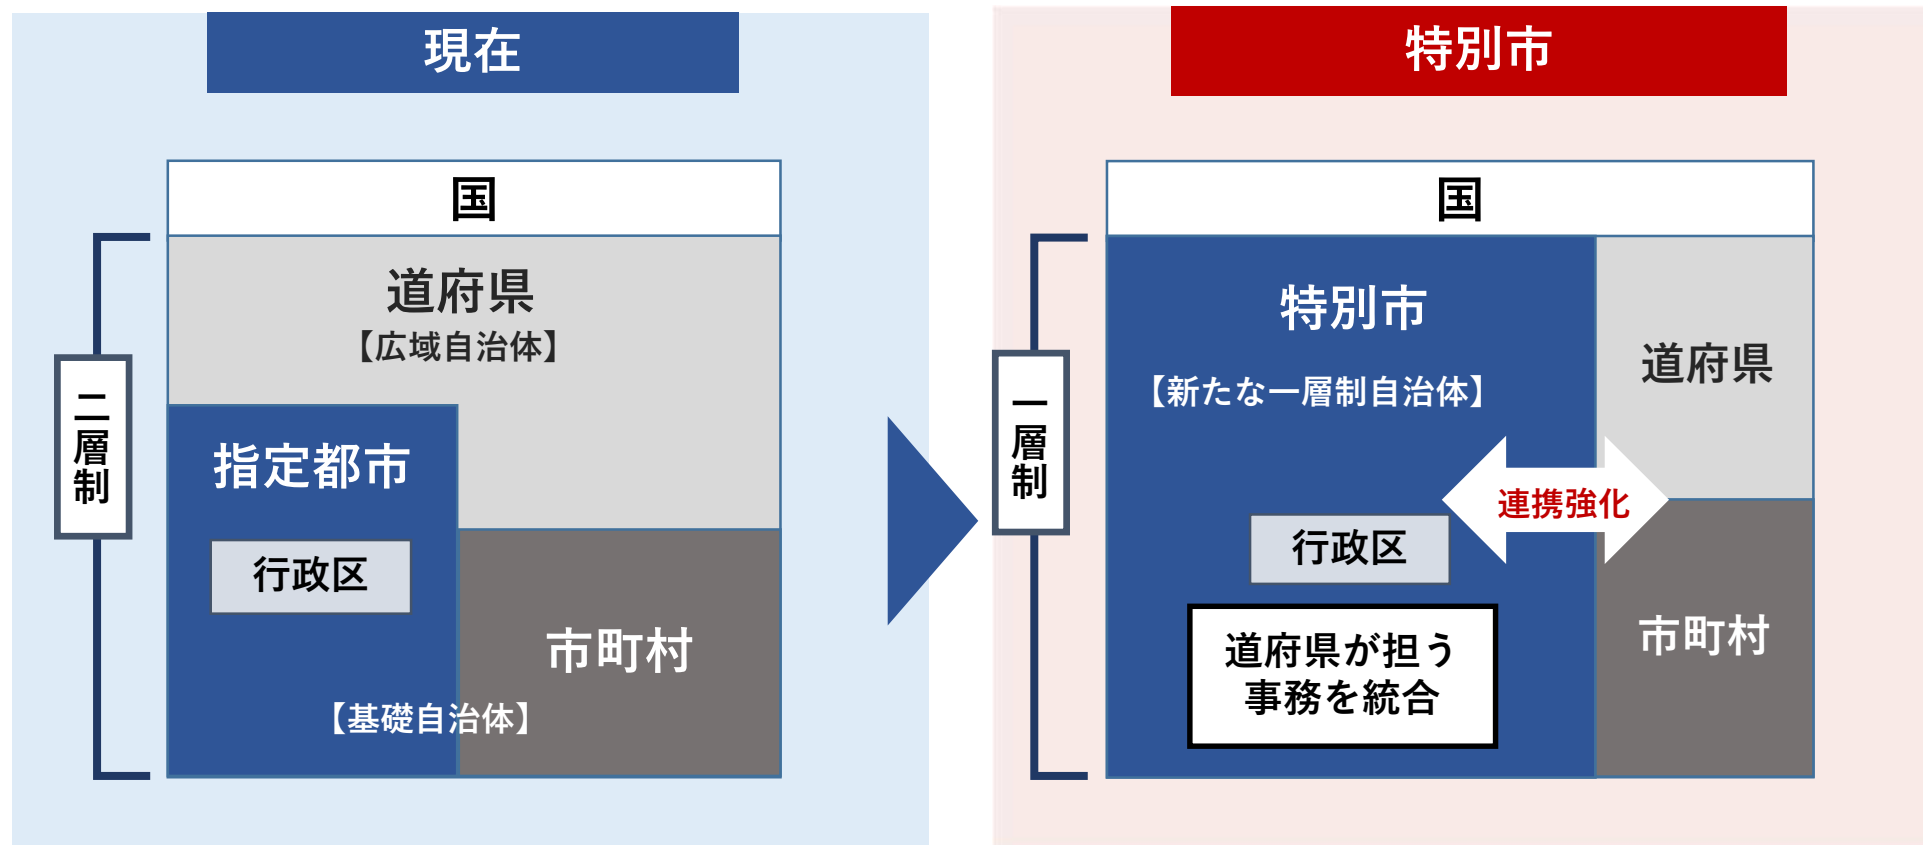 現在
国
道府県
【広域自治体】
二層制
指定都市
行政区
市町村
【基礎自治体】
特別市
国
特別市
【新たな一層制自治体】
一層制
道府県
連携強化
行政区
道府県が担う
事務を統合
市町村